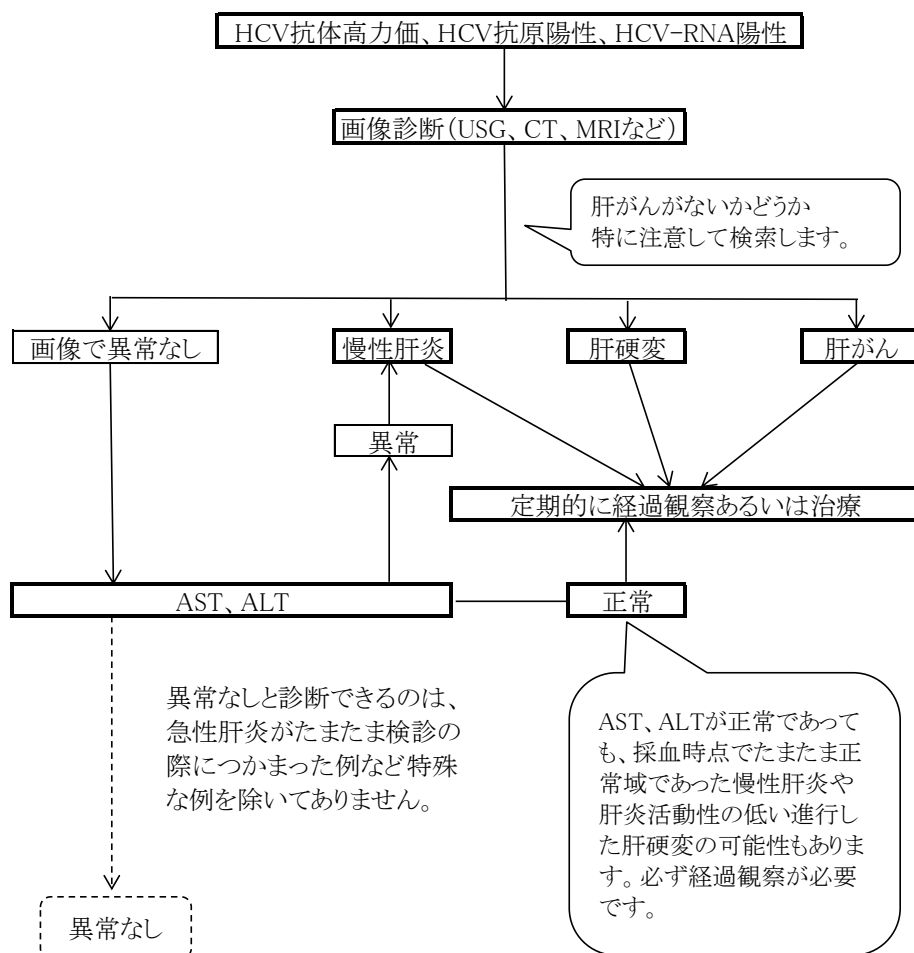 HCV抗体高力価、HCV抗原陽性、HCV-RNA陽性
画像診断(USG、CT、MRIなど)
肝がんがないかどうか
特に注意して検索します。
画像で異常なし
慢性肝炎
肝硬変
肝がん
異常
定期的に経過観察あるいは治療
AST、ALT
正常
異常なしと診断できるのは、
急性肝炎がたまたま検診の
際につかまった例など特殊
な例を除いてありません。
AST、ALTが正常であって
も、採血時点でたまたま正
常域であった慢性肝炎や
肝炎活動性の低い進行し
た肝硬変の可能性もありま
す。必ず経過観察が必要
です。
異常なし